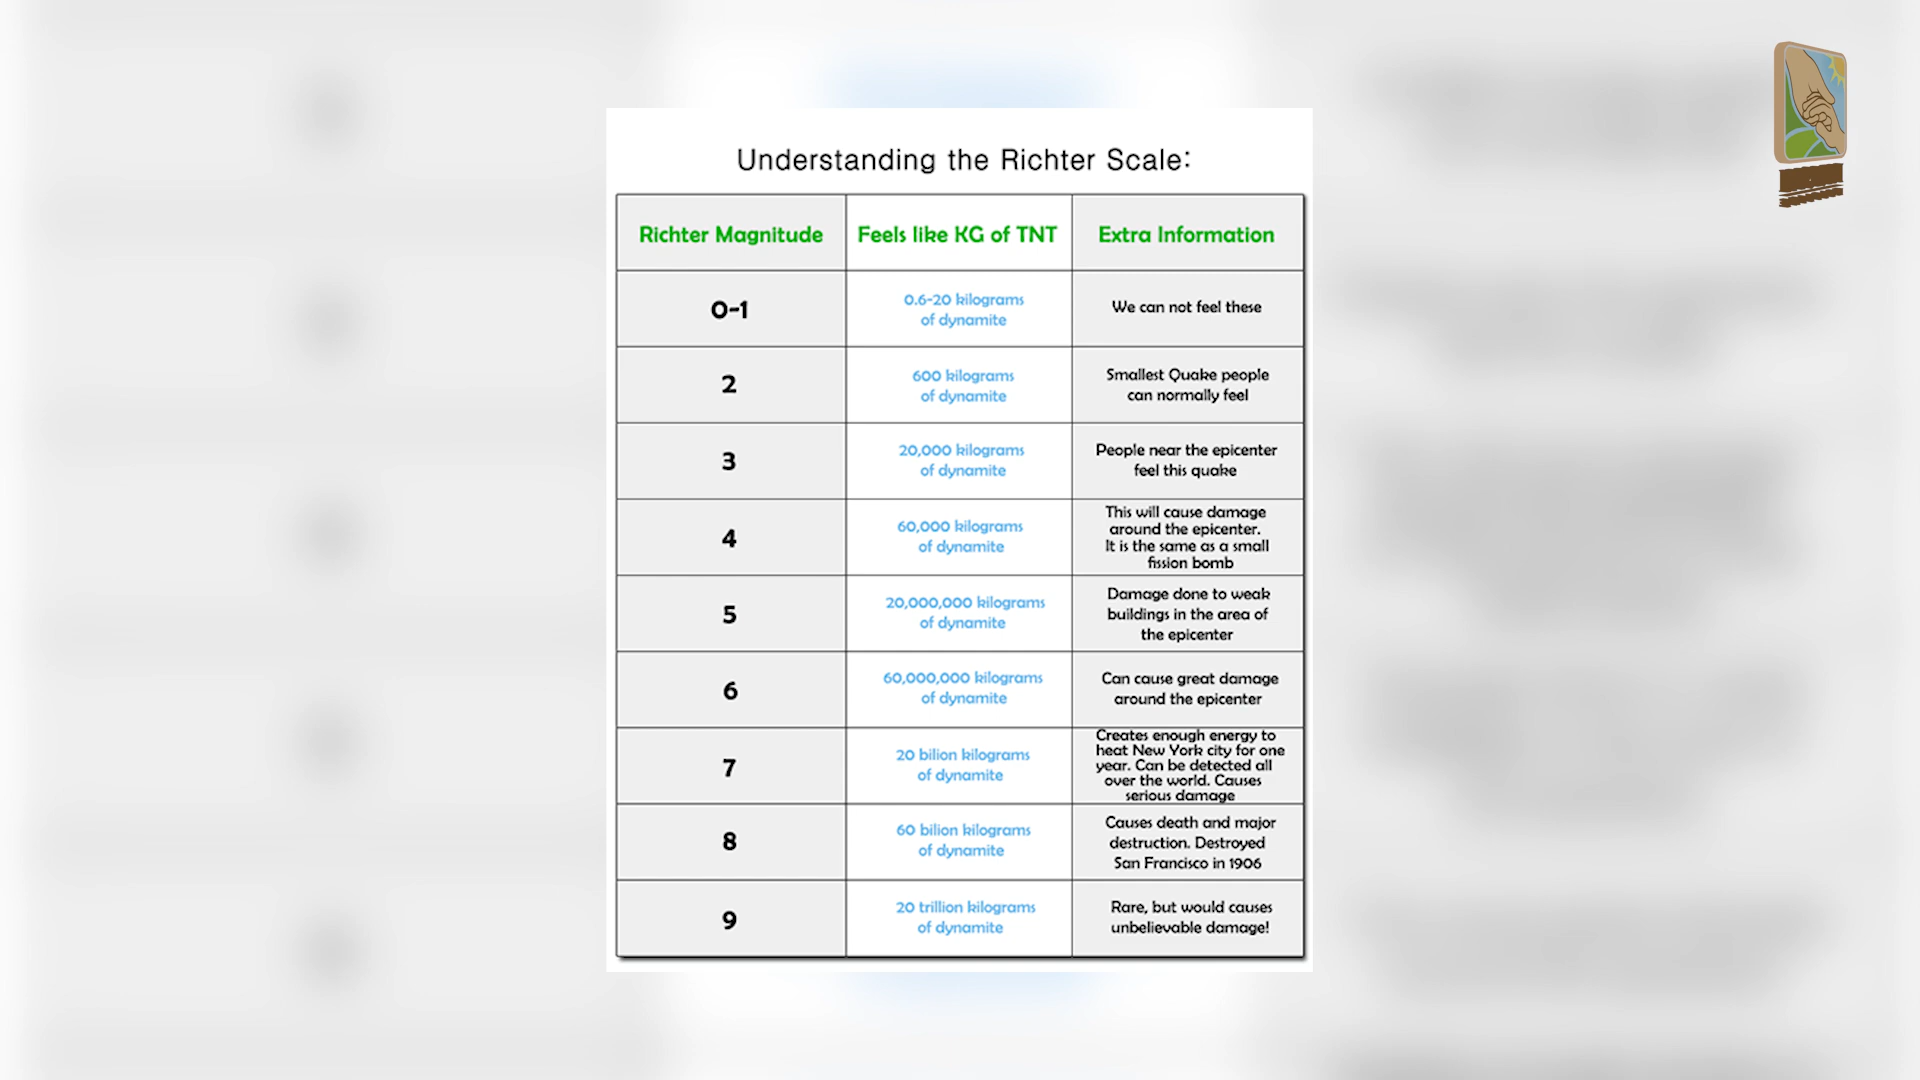 Understanding the Richter Scale:
Richter Magnitude
Feels like KG of TNT
Extra Information
0-1
0.6-20 kilograms
of dynamite
We can not feel these
2
600 kilograms
of dynamite
Smallest Quake people
can normally feel
3
20,000 kilograms
of dynamite
People near the epicenter
feel this quake
4
60,000 kilograms
of dynamite
This will cause damage
around the epicenter.
It is the same as a small
fission bomb
5
20,000,000 kilograms
of dynamite
Damage done to weak
buildings in the area of
the epicenter
6
60,000,000 kilograms
of dynamite
Can cause great damage
around the epicenter
7
20 bilion kilograms
of dynamite
Creates enough energy to
heat New York city for one
year. Can be detected all
over the world. Causes
serious damage
8
60 bilion kilograms
of dynamite
Causes death and major
destruction. Destroyed
San Francisco in 1906
9
20 trillion kilograms
of dynamite
Rare, but would causes
unbelievable damage!